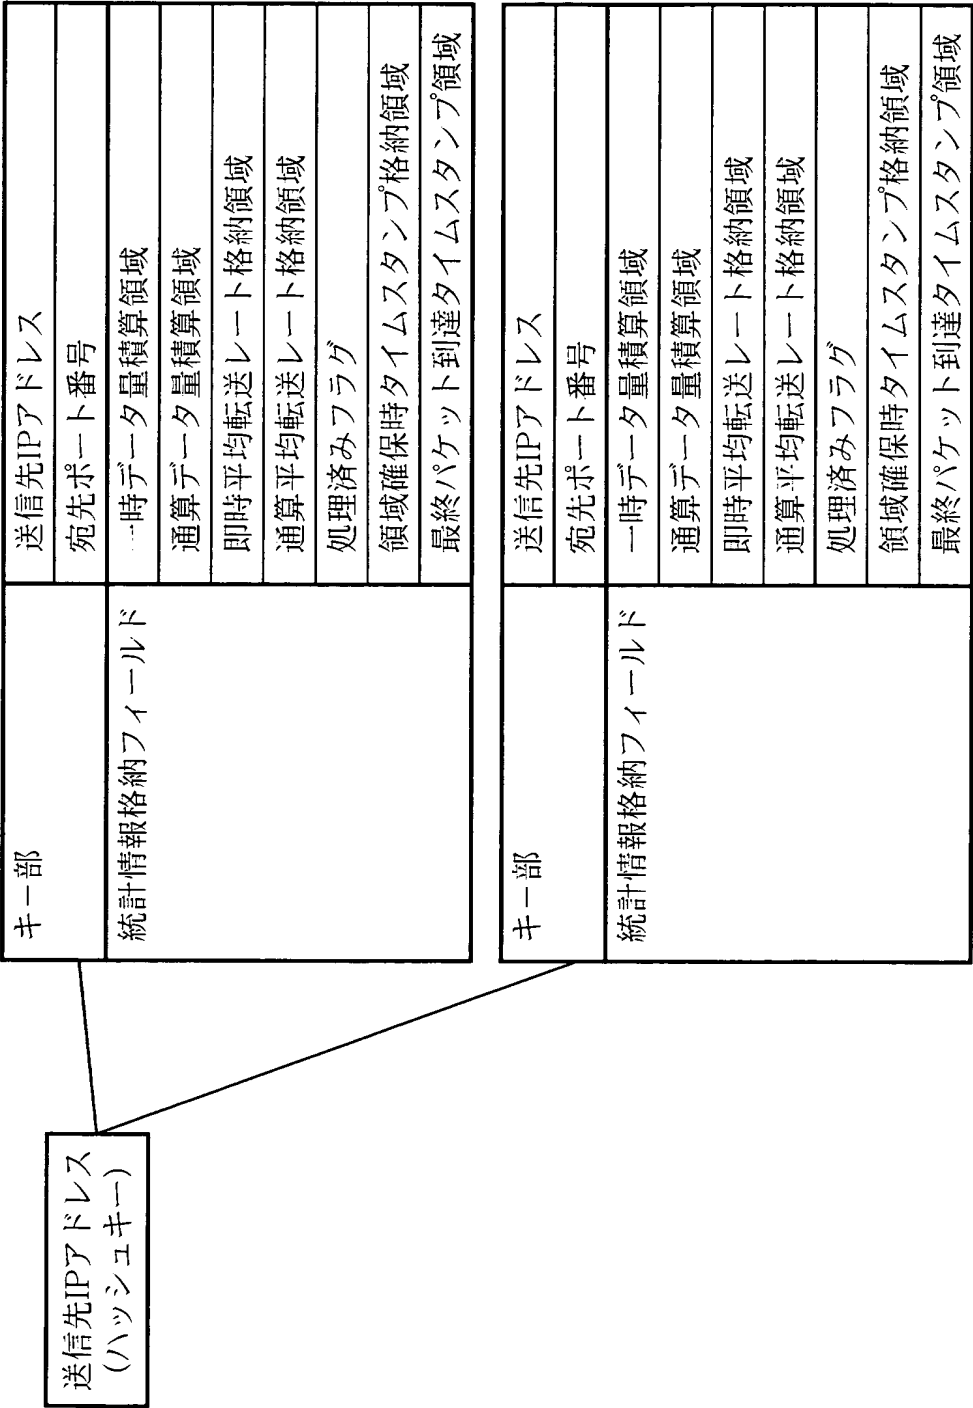 送信先IPアドレス
(ハッシュキー)
キー部
送信先IPアドレス
宛先ポート番号
統計情報格納フィールド
一時データ量積算領域
通算データ量積算領域
即時平均転送レート格納領域
通算平均転送レート格納領域
処理済みフラグ
領域確保時タイムスタンプ格納領域
最終パケット到達タイムスタンプ領域
キー部
送信先IPアドレス
宛先ポート番号
統計情報格納フィールド
一時データ量積算領域
通算データ量積算領域
即時平均転送レート格納領域
通算平均転送レート格納領域
処理済みフラグ
領域確保時タイムスタンプ格納領域
最終パケット到達タイムスタンプ領域